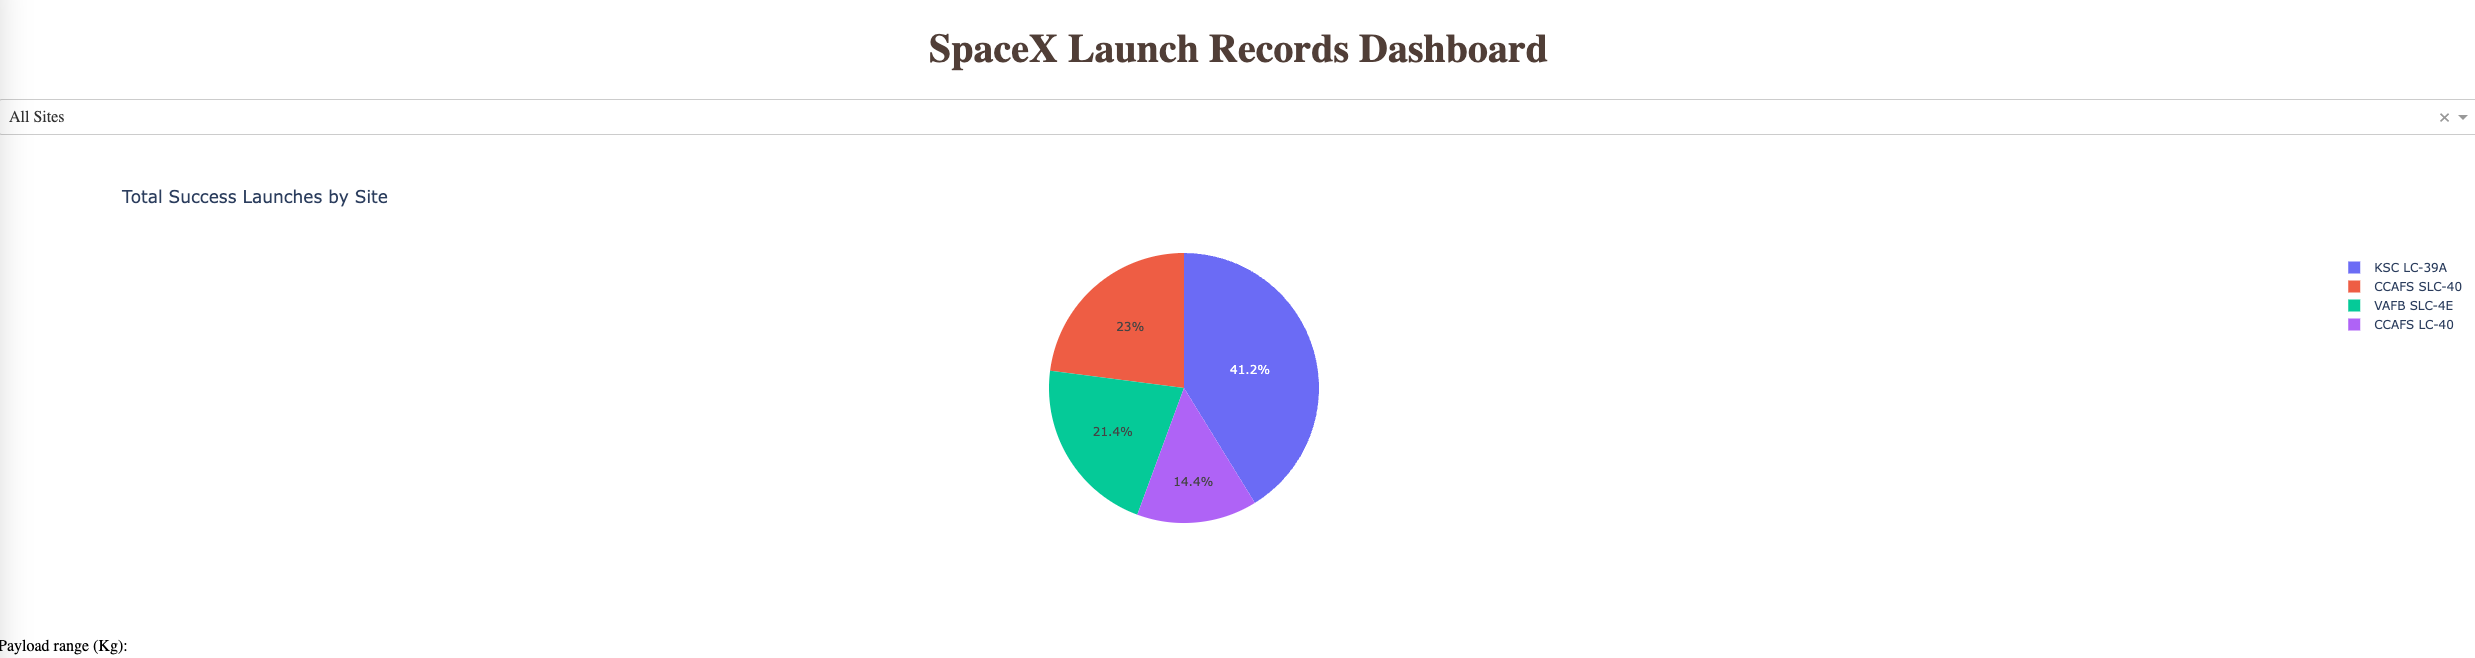 SpaceX Launch Records Dashboard
All Sites
Total Success Launches by Site
KSC LC-39A
CCAFS SLC-40
VAFB SLC-4E
CCAFS LC-40
23%
41.2%
21.4%
14.4%
Payload range (Kg):